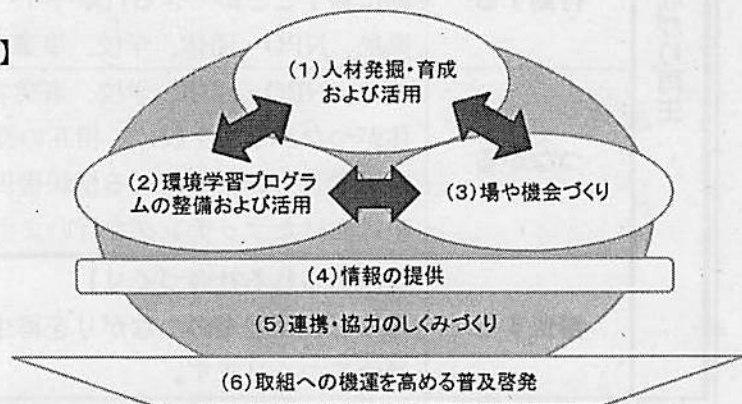 】
(1)人材発掘・育成
および活用
(2)環境学習プログラ
ムの整備および活用
(3)場や機会づくり
(4)情報の提供
(5)連携・協力のしくみづくり
(6)取組への機運を高める普及啓発